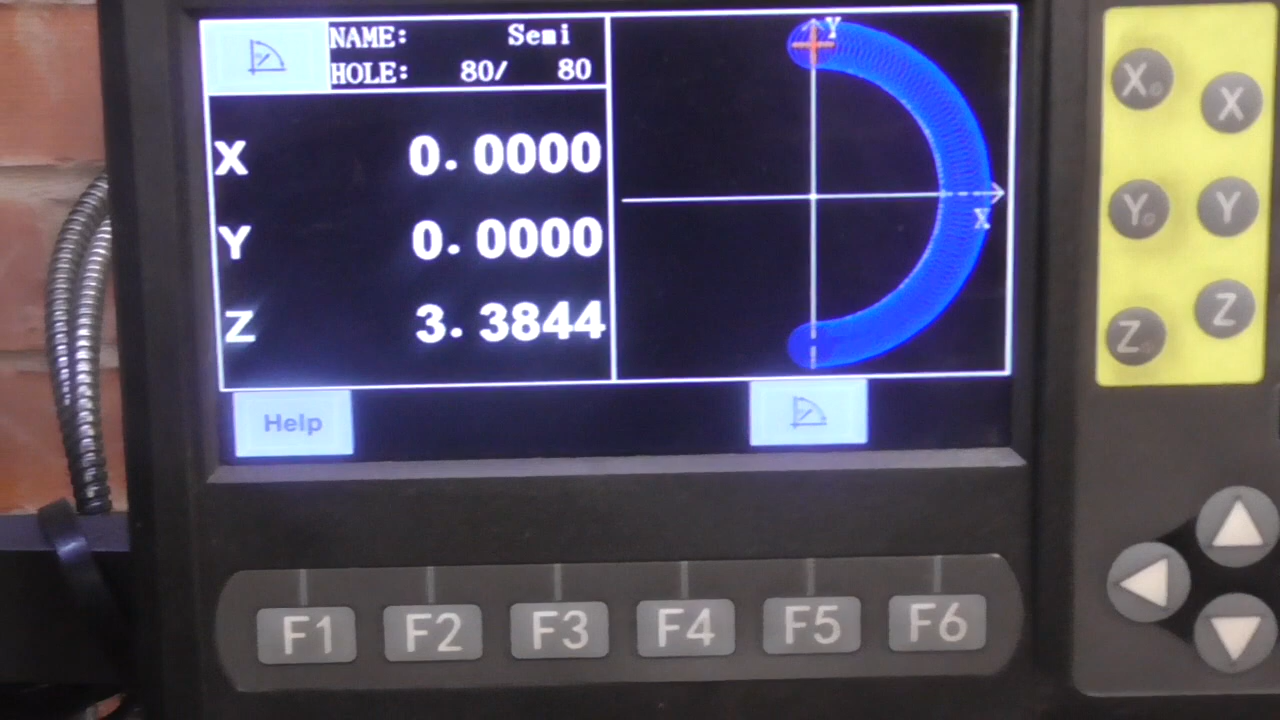 NAME: Semi
HOLE: 80/ 80
X 0.0000
Y 0.0000
Z 3.3844
Y
X
Help
F1 F2 F3 F4 F5 F6
X₀ X
Y₀ Y
Z₀ Z